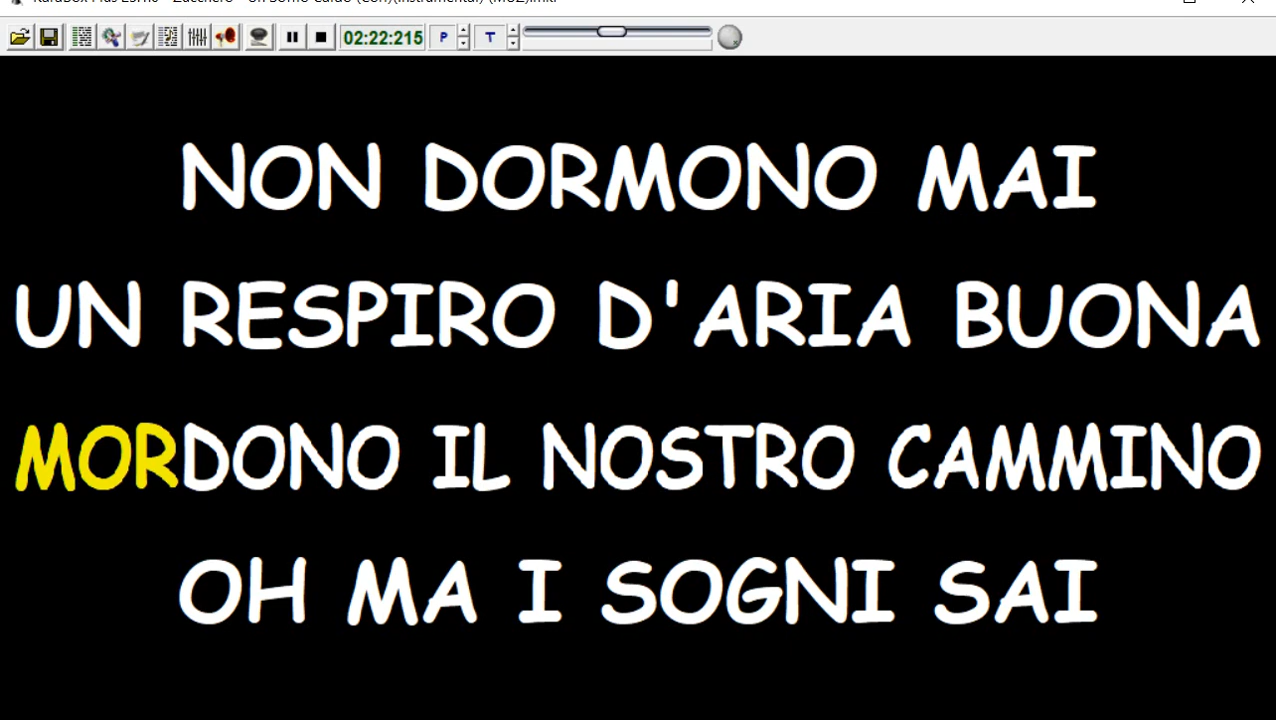 02:22:215 P T
NON DORMONO MAI
UN RESPIRO D'ARIA BUONA
MORDONO IL NOSTRO CAMMINO
OH MA I SOGNI SAI